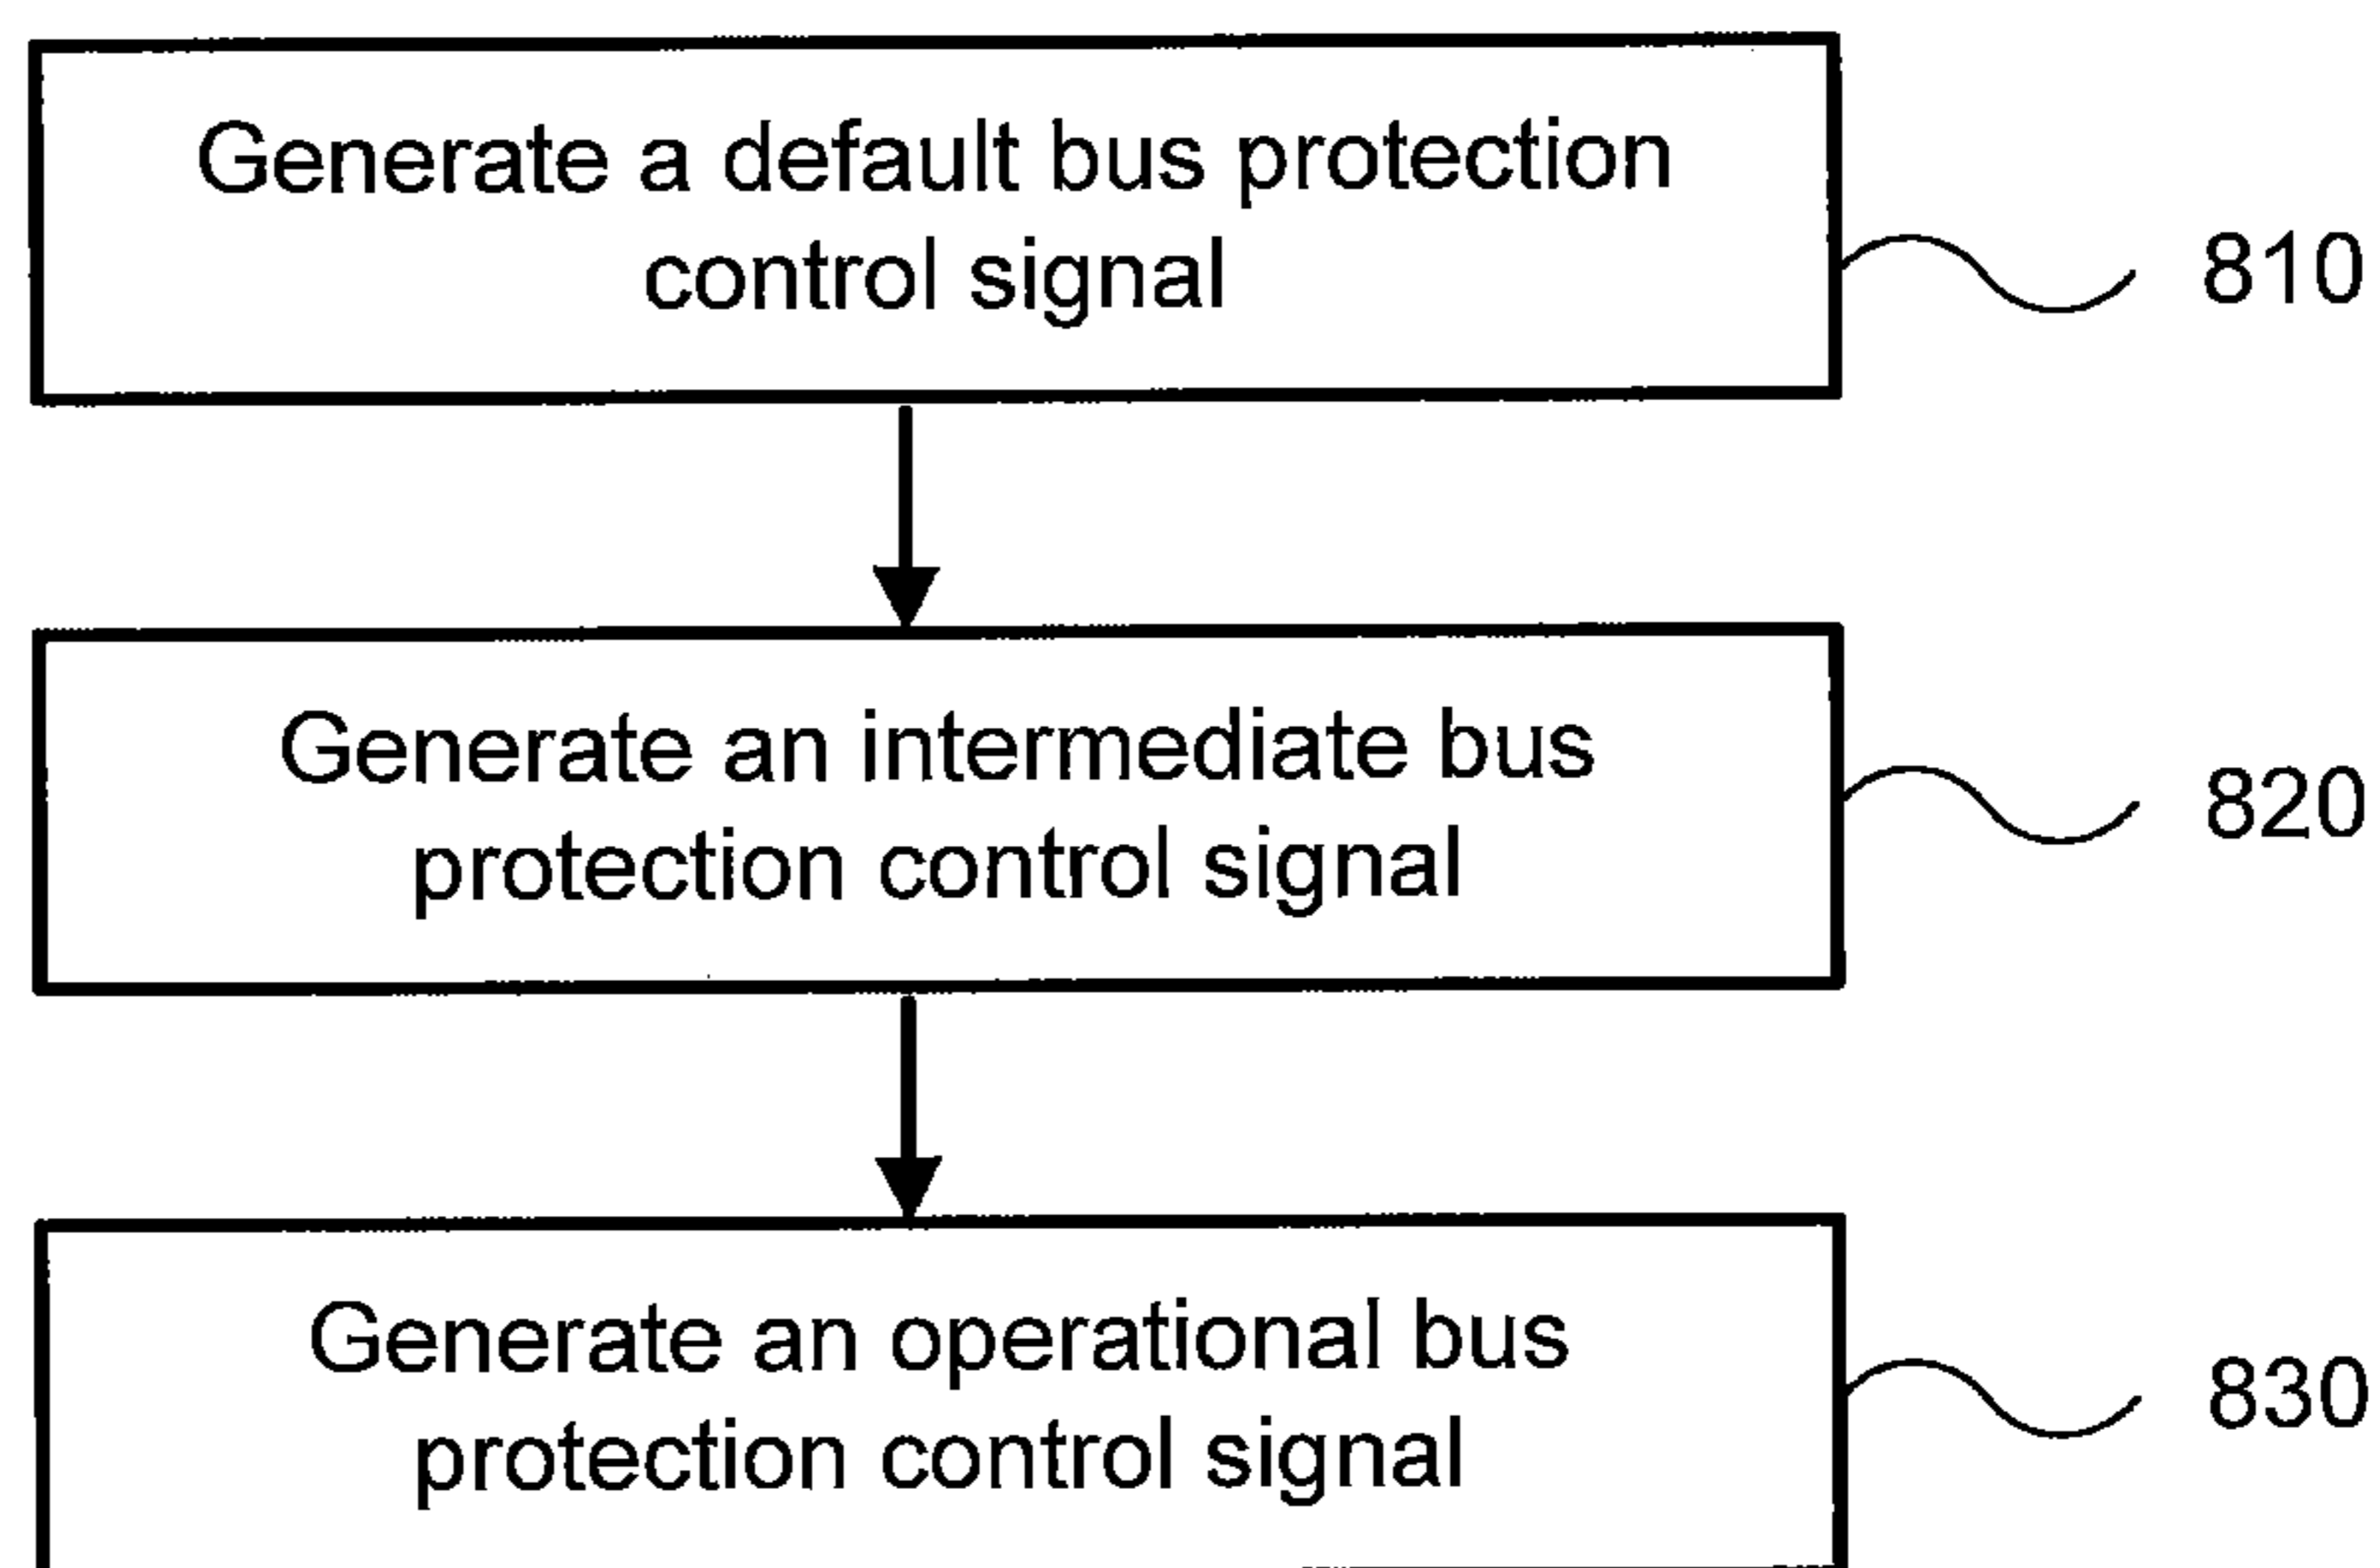 Generate a default bus protection
control signal
810
Generate an intermediate bus
protection control signal
820
Generate an operational bus
protection control signal
830